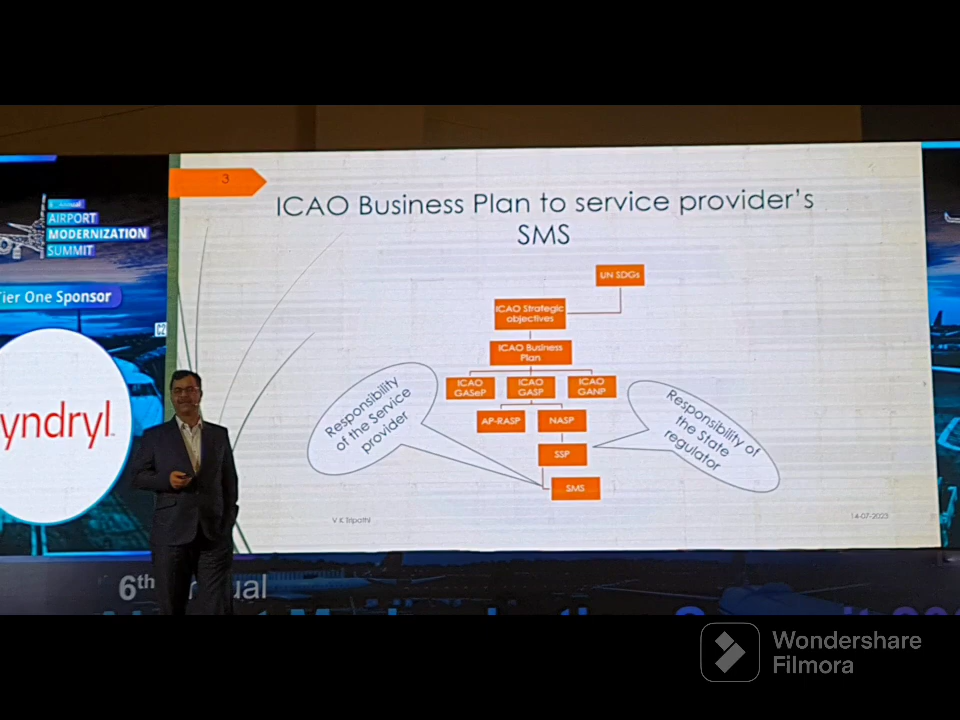 3
ICAO Business Plan to service provider's
SMS
AIRPORT
MODERNIZATION
SUMMIT
Tier One Sponsor
yndryl
UN SDGs
ICAO Strategic
objectives
ICAO Business
Plan
ICAO
GASeP
ICAO
GASP
ICAO
GANP
AP-RASP
NASP
SSP
SMS
Responsibility
of the Service
provider
Responsibility of
the State
regulator
V K Tripathi
14-07-2023
6th
Wondershare
Filmora